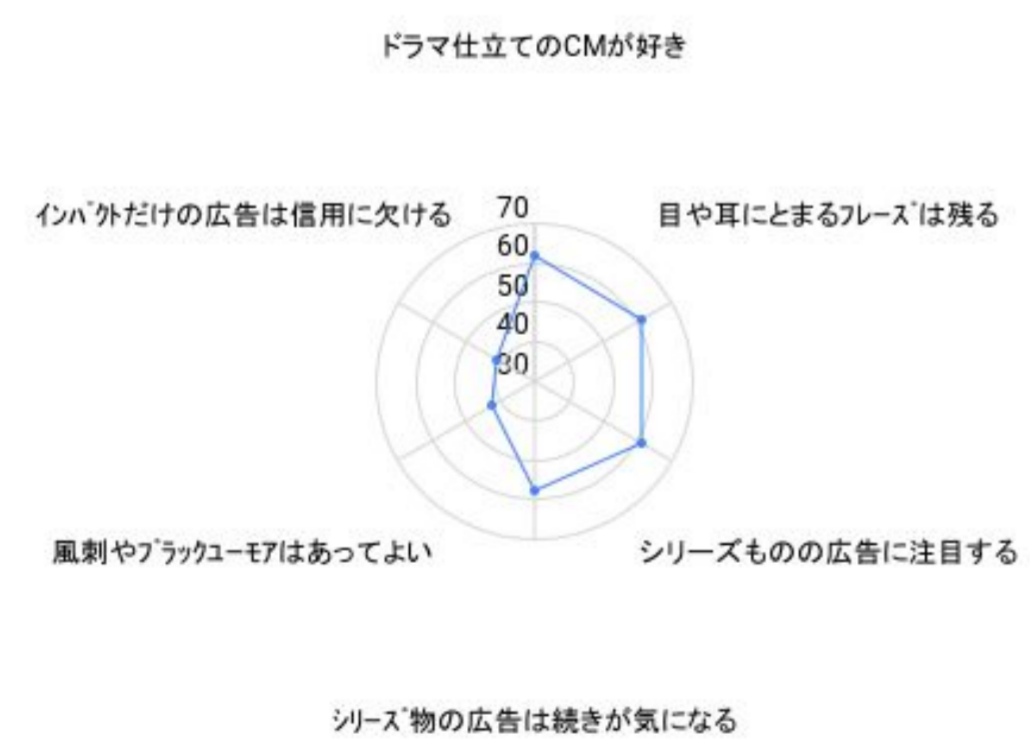 ドラマ仕立てのCMが好き
インパクトだけの広告は信用に欠ける
70
目や耳にとまるフレーズは残る
60
50
40
30
風刺やブラックユーモアはあってよい
シリーズものの広告に注目する
シリーズ物の広告は続きが気になる